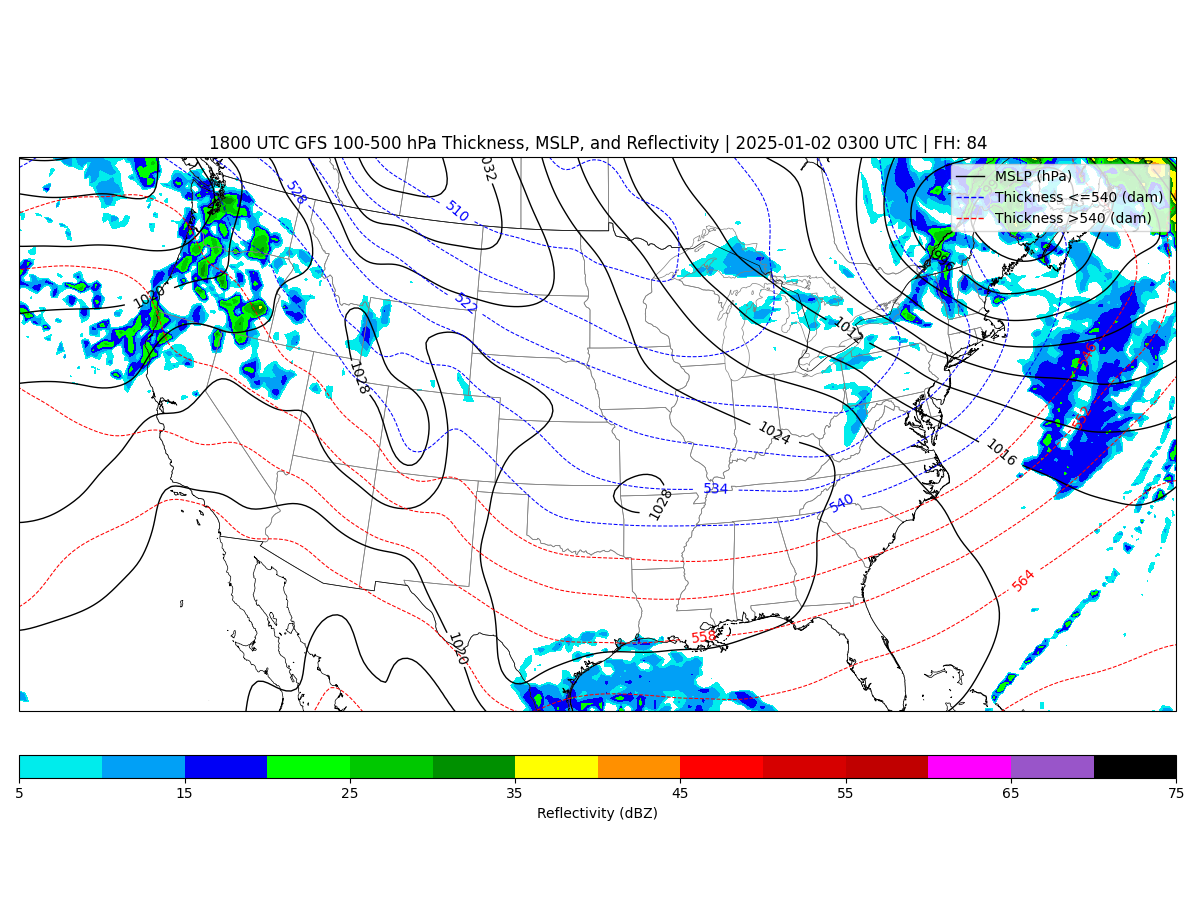 1800 UTC GFS 100-500 hPa Thickness, MSLP, and Reflectivity | 2025-01-02 0300 UTC | FH: 84
MSLP (hPa)
Thickness <=540 (dam)
Thickness >540 (dam)
528
510
1020
522
1012
1028
1024
1016
534
540
1028
564
558
1020
5 15 25 35 45 55 65 75
Reflectivity (dBZ)